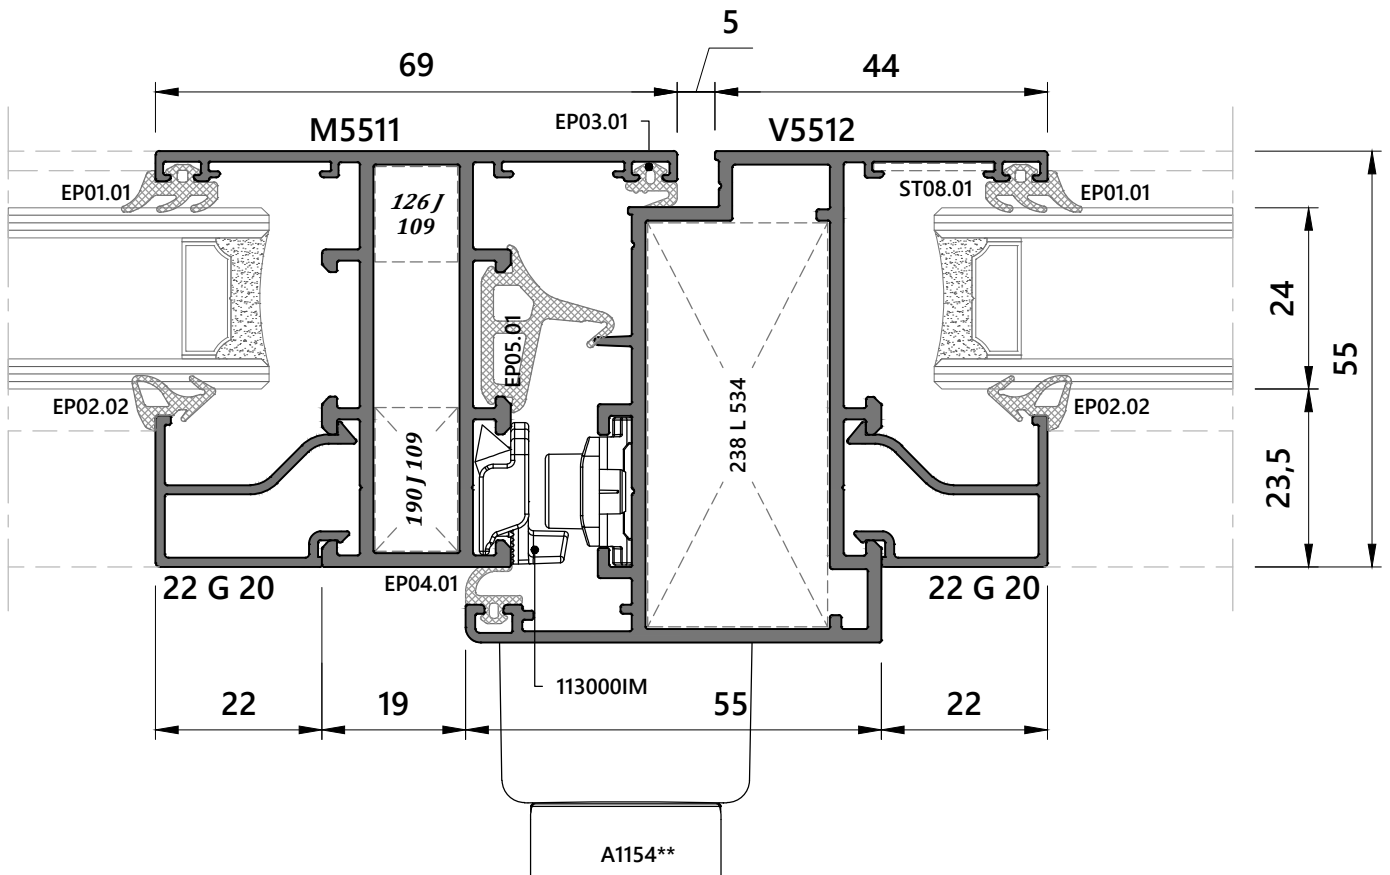 5
69
44
M5511
EP03.01
V5512
EP01.01
126 J
109
ST08.01
EP01.01
24
55
EP05.01
238 L 534
EP02.02
EP02.02
190 J 109
23,5
22 G 20
EP04.01
22 G 20
113000IM
22
19
55
22
A1154**